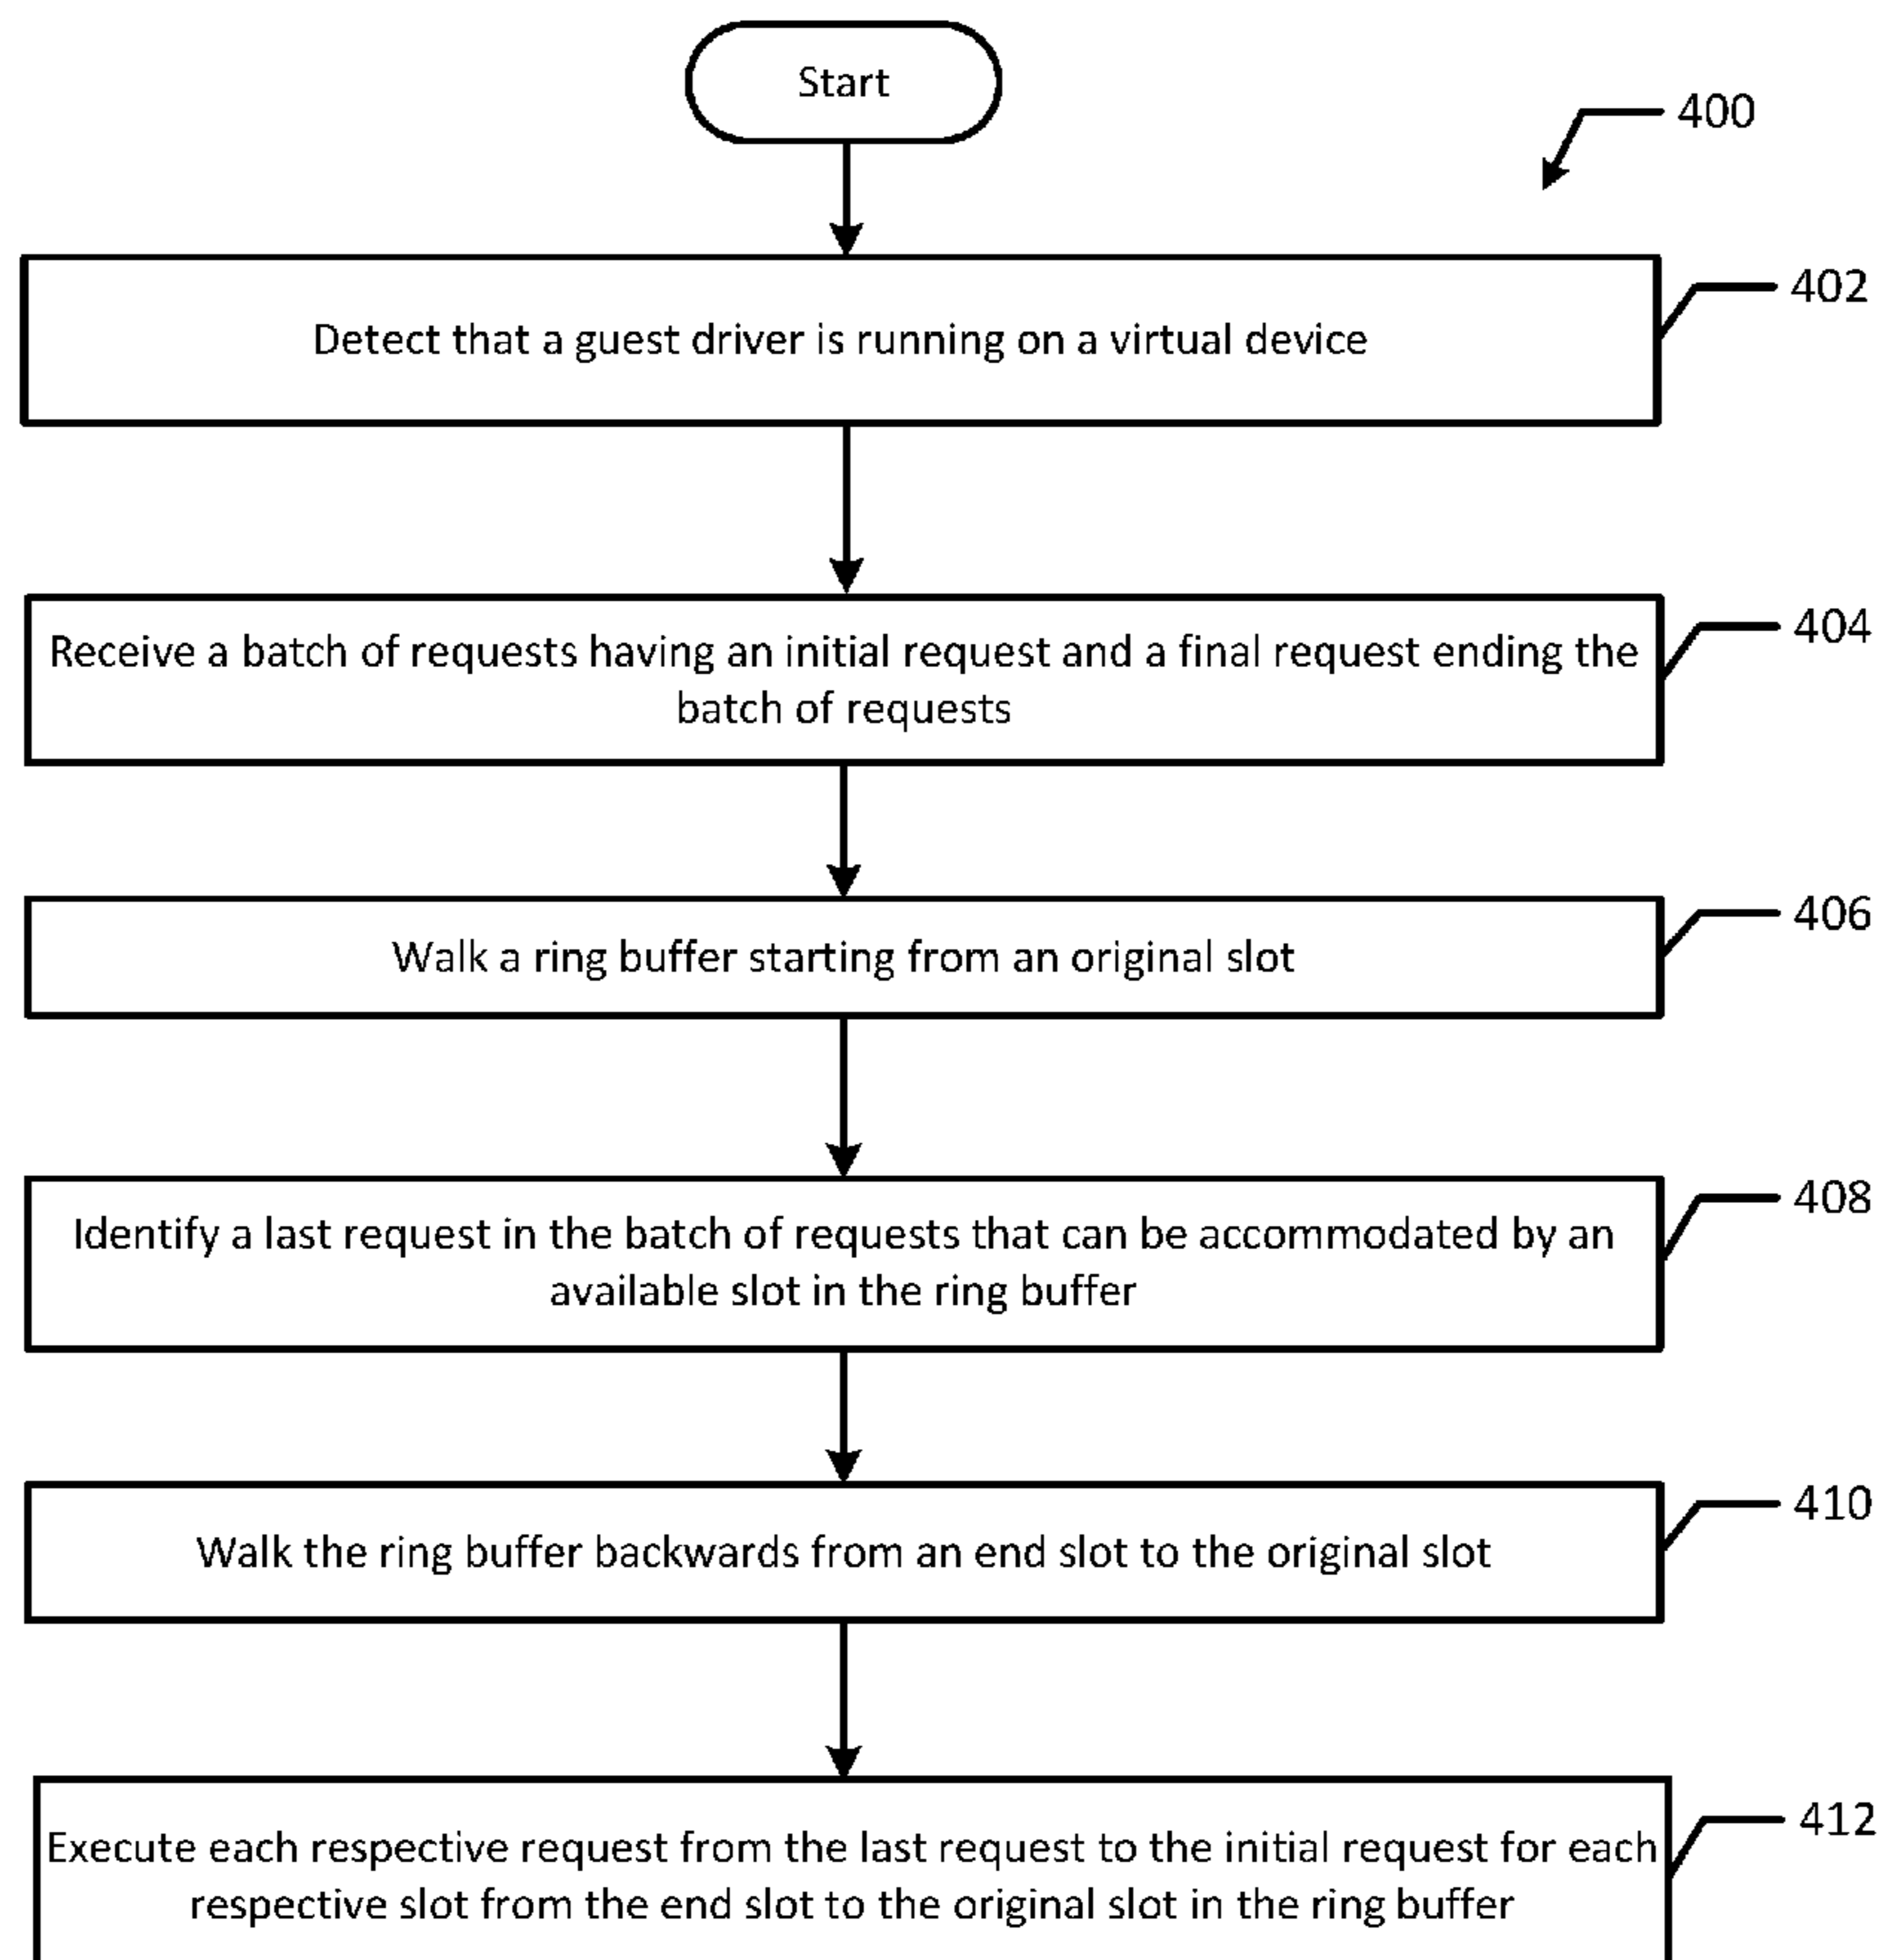 Start
400
402
Detect that a guest driver is running on a virtual device
404
Receive a batch of requests having an initial request and a final request ending the
batch of requests
406
Walk a ring buffer starting from an original slot
408
Identify a last request in the batch of requests that can be accommodated by an
available slot in the ring buffer
410
Walk the ring buffer backwards from an end slot to the original slot
412
Execute each respective request from the last request to the initial request for each
respective slot from the end slot to the original slot in the ring buffer